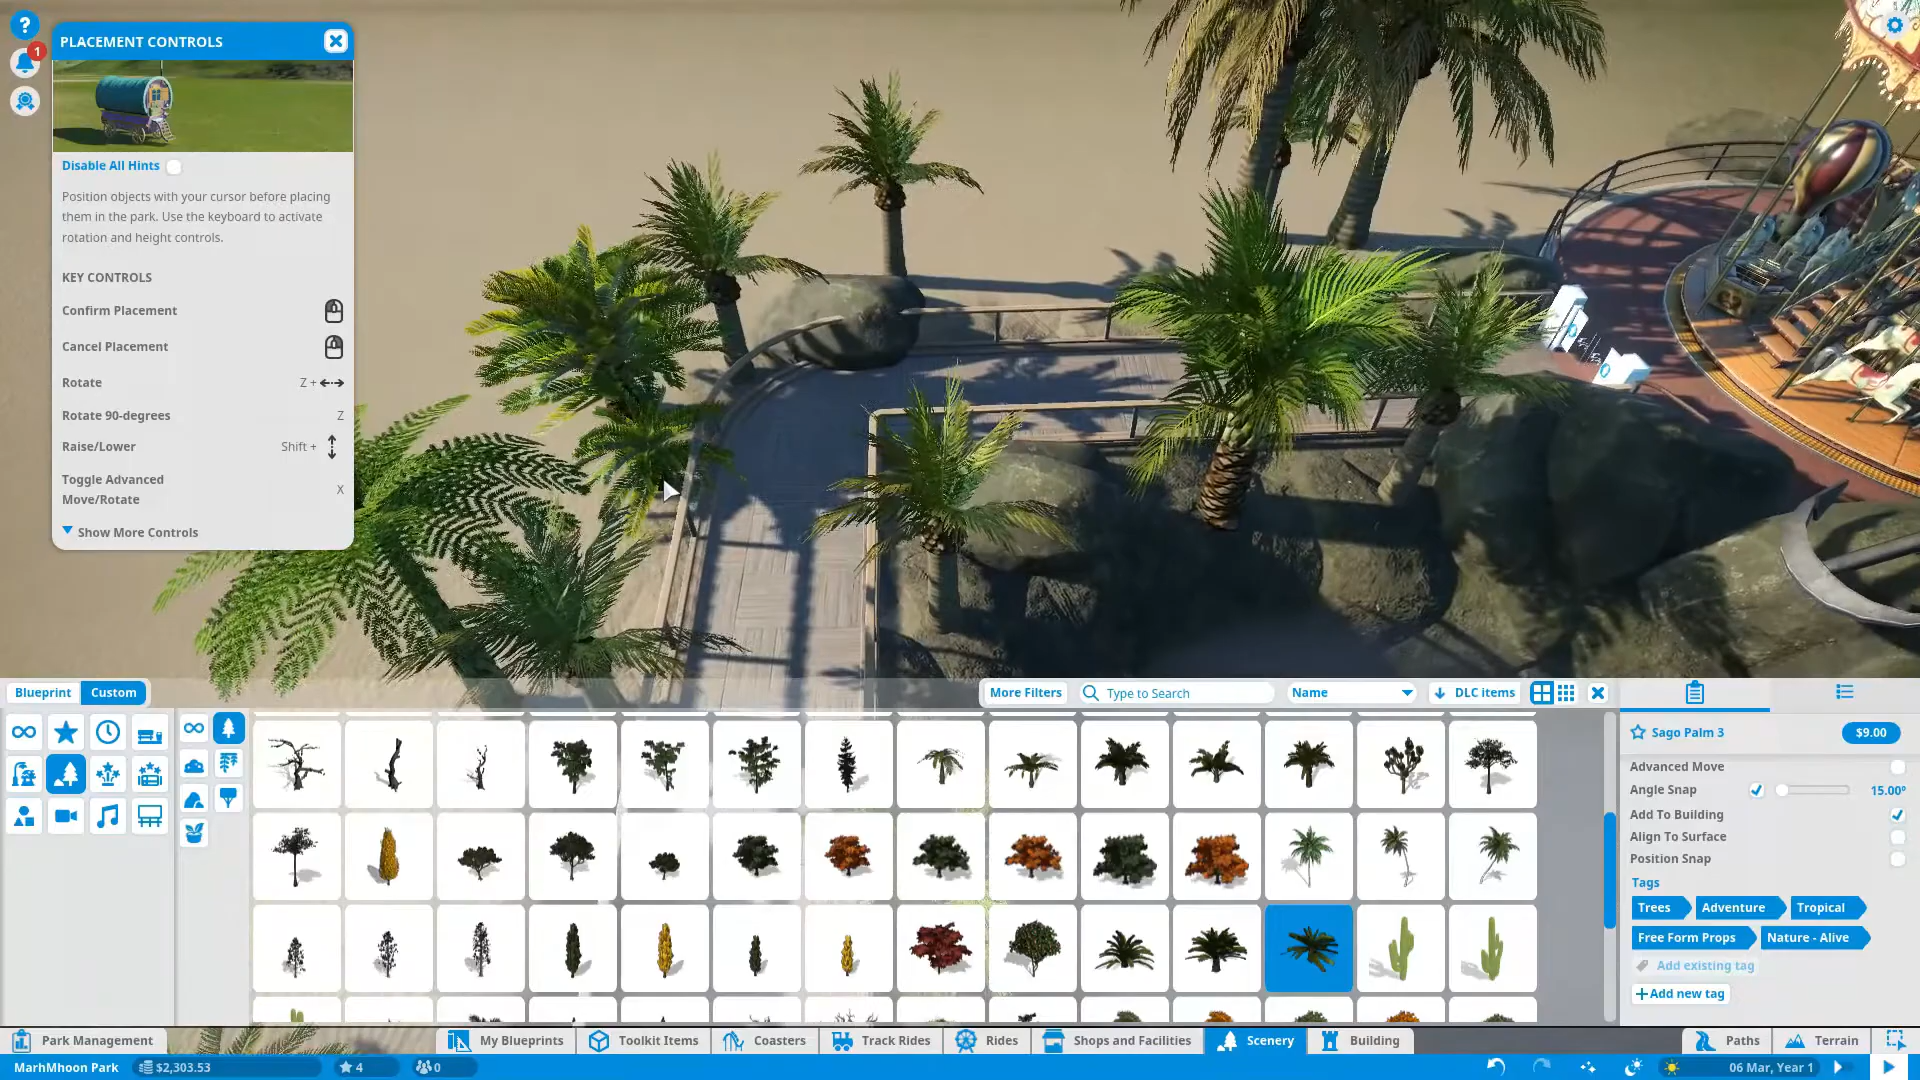 ?
1
PLACEMENT CONTROLS
Disable All Hints
Position objects with your cursor before placing
them in the park. Use the keyboard to activate
rotation and height controls.
KEY CONTROLS
Confirm Placement
Cancel Placement
Rotate Z +
Rotate 90-degrees Z
Raise/Lower Shift +
Toggle Advanced
Move/Rotate X
Show More Controls
Blueprint Custom
More Filters Type to Search Name DLC items
Sago Palm 3 $9.00
Advanced Move
Angle Snap 15.00°
Add To Building
Align To Surface
Position Snap
Tags
Trees Adventure Tropical
Free Form Props Nature - Alive
Add existing tag
+Add new tag
Park Management My Blueprints Toolkit Items Coasters Track Rides Rides Shops and Facilities Scenery Building Paths Terrain
MarhMhoon Park $2,303.53 4 0 06 Mar, Year 1